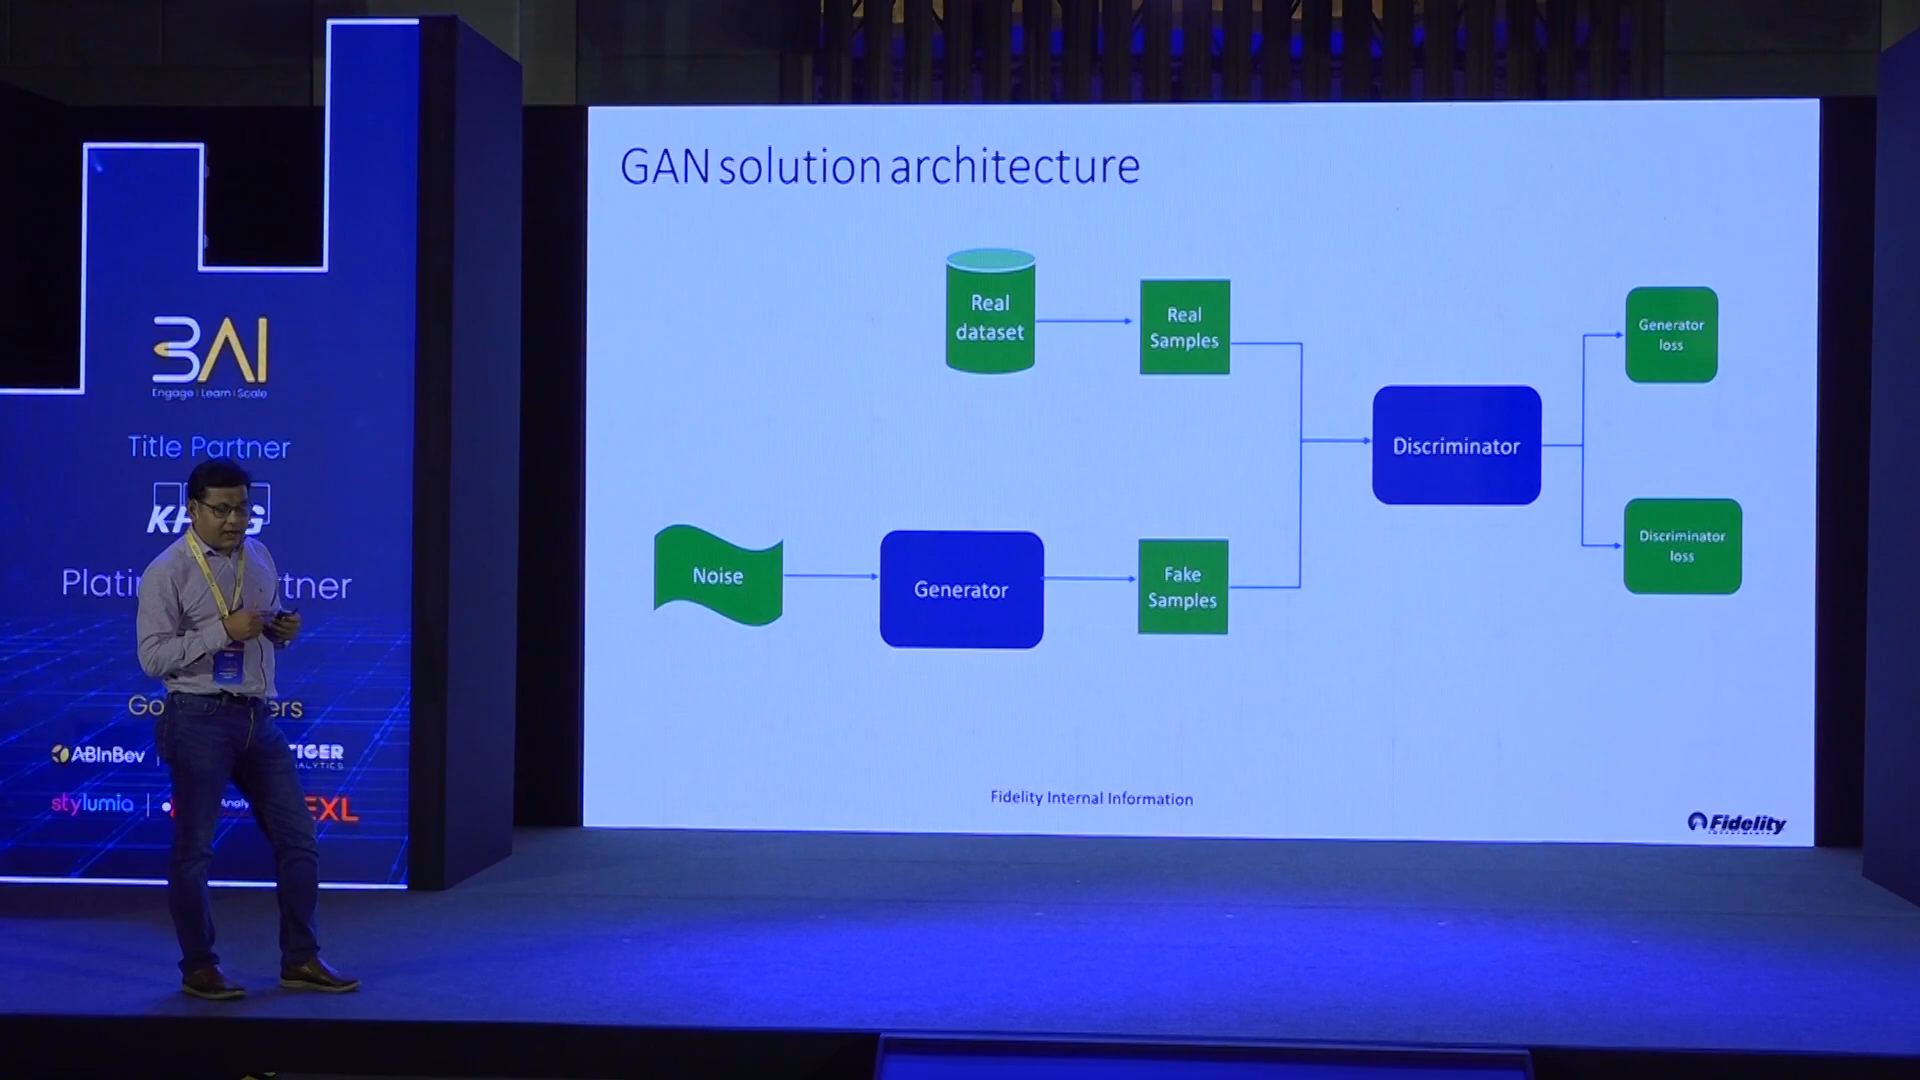 3AI
Engage | Learn | Scale
Title Partner
ABInBev
TIGER
stylumia
EXL
GAN solution architecture
Real
dataset
Real
Samples
Generator
loss
Discriminator
Noise
Generator
Fake
Samples
Discriminator
loss
Fidelity Internal Information
Fidelity